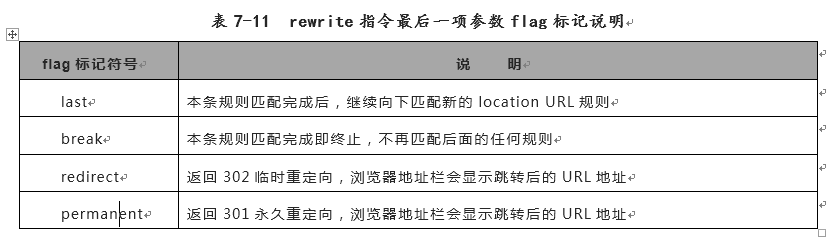 表 7-11 rewrite 指令最后一项参数 flag 标记说明
flag 标记符号 说 明
last 本条规则匹配完成后，继续向下匹配新的 location URL 规则
break 本条规则匹配完成即终止，不再匹配后面的任何规则
redirect 返回 302 临时重定向，浏览器地址栏会显示跳转后的 URL 地址
permanent 返回 301 永久重定向，浏览器地址栏会显示跳转后的 URL 地址